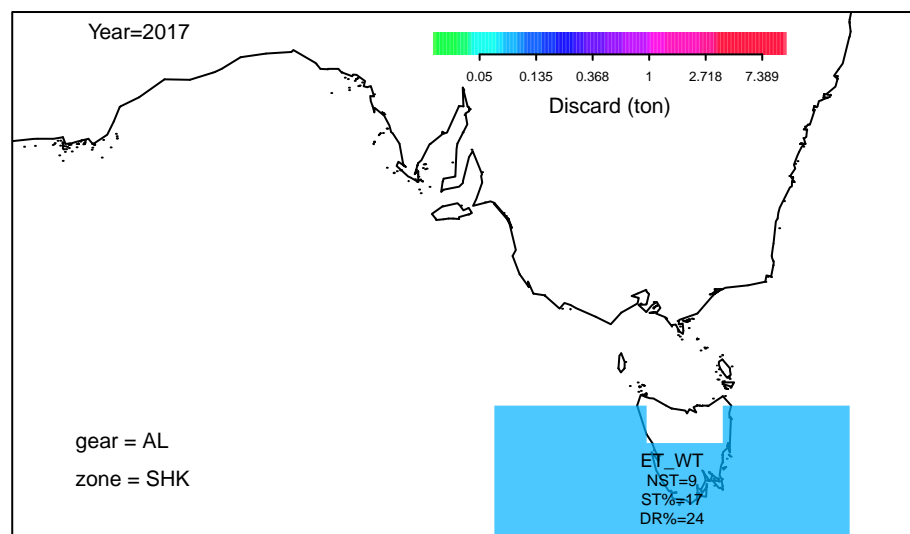 Year=2017
0.05 0.135 0.368 1 2.718 7.389
Discard (ton)
gear = AL
zone = SHK
ET_WT
NST=9
ST%=17
DR%=24